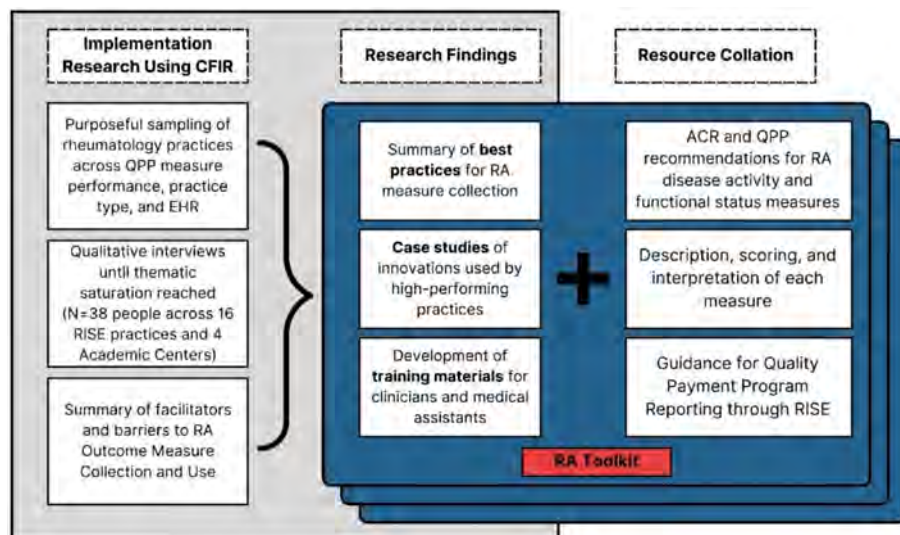 Implementation
Research Using CFIR
Research Findings
Resource Collation
Purposeful sampling of
rheumatology practices
across QPP measure
performance, practice
type, and EHR
Qualitative interviews
until thematic
saturation reached
(N=38 people across 16
RISE practices and 4
Academic Centers)
Summary of facilitators
and barriers to RA
Outcome Measure
Collection and Use
Summary of best
practices for RA
measure collection
Case studies of
innovations used by
high-performing
practices
Development of
training materials for
clinicians and medical
assistants
+
ACR and QPP
recommendations for RA
disease activity and
functional status measures
Description, scoring, and
interpretation of each
measure
Guidance for Quality
Payment Program
Reporting through RISE
RA Toolkit